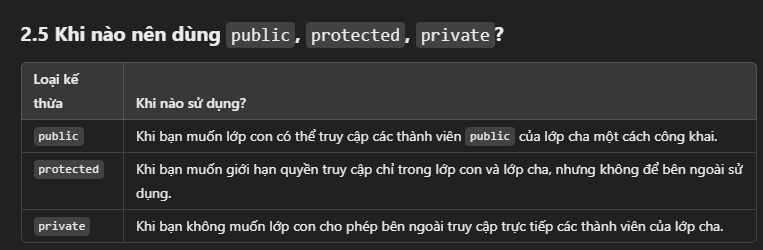 2.5 Khi nào nên dùng public, protected, private?
Loại kế
thừa
Khi nào sử dụng?
public
Khi bạn muốn lớp con có thể truy cập các thành viên public của lớp cha một cách công khai.
protected
Khi bạn muốn giới hạn quyền truy cập chỉ trong lớp con và lớp cha, nhưng không để bên ngoài sử
dụng.
private
Khi bạn không muốn lớp con cho phép bên ngoài truy cập trực tiếp các thành viên của lớp cha.